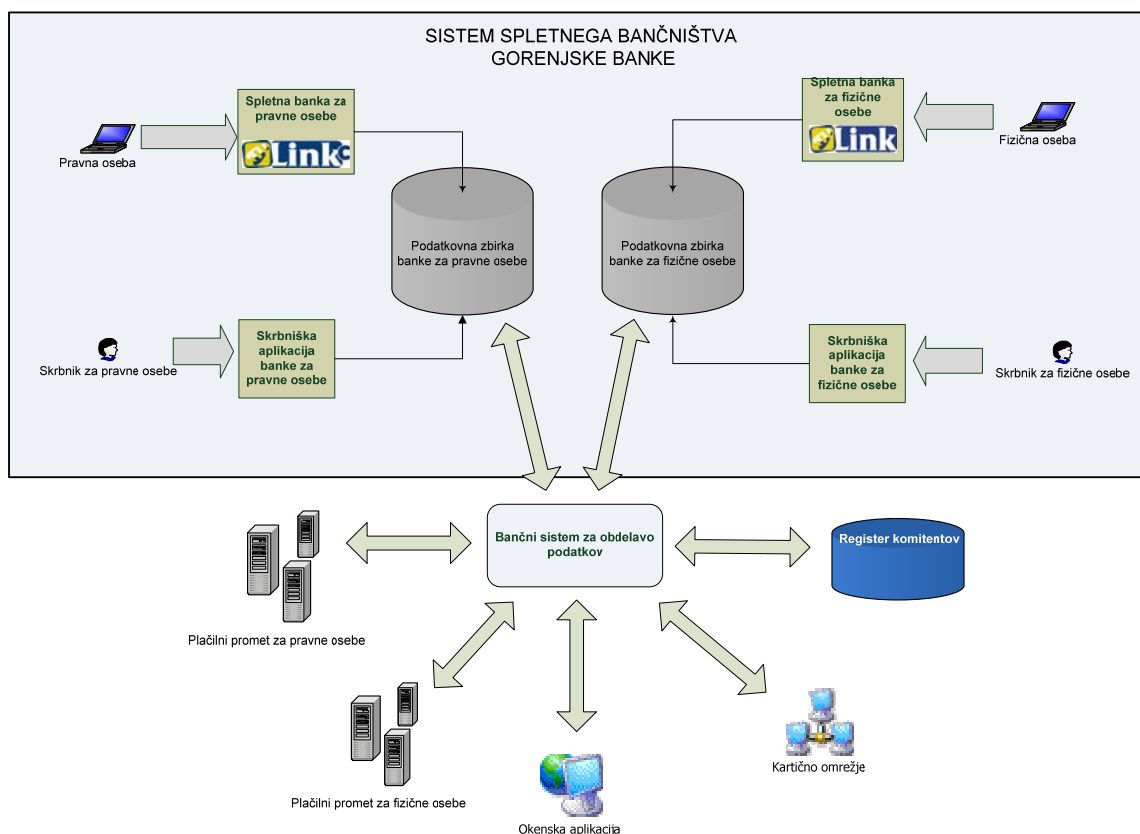 SISTEM SPLETNEGA BANČNIŠTVA
GORENJSKE BANKE
Spletna banka za
pravne osebe
Link
Pravna oseba
Spletna banka
za fizične
osebe
Link
Fizična oseba
Podatkovna zbirka
banke za pravne osebe
Podatkovna zbirka
banke za fizične osebe
Skrbniška
aplikacija
banke za
pravne osebe
Skrbnik za pravne osebe
Skrbniška
aplikacija
banke za
fizične osebe
Skrbnik za fizične osebe
Bančni sistem za obdelavo
podatkov
Register komitentov
Plačilni promet za pravne osebe
Plačilni promet za fizične osebe
Okenska aplikacija
Kartično omrežje